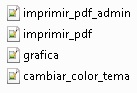 imprimir_pdf_admin
imprimir_pdf
grafica
cambiar_color_tema